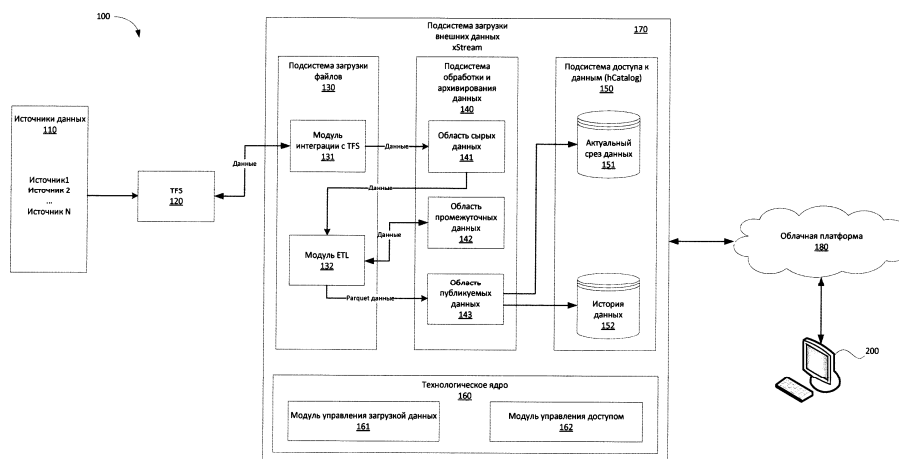 100
Подсистема загрузки
внешних данных
xStream
170
Источники данных
110
Источник1
Источник 2
...
Источник N
TFS
120
Данные
Подсистема загрузки
файлов
130
Модуль
интеграции с TFS
131
Данные
Данные
Модуль ETL
132
Данные
Parquet данные
Подсистема
обработки и
архивирования
данных
140
Область сырых
данных
141
Область
промежуточных
данных
142
Область
публикуемых
данных
143
Подсистема доступа к
данным (hCatalog)
150
Актуальный
срез данных
151
История
данных
152
Облачная платформа
180
200
Технологическое ядро
160
Модуль управления загрузкой данных
161
Модуль управления доступом
162